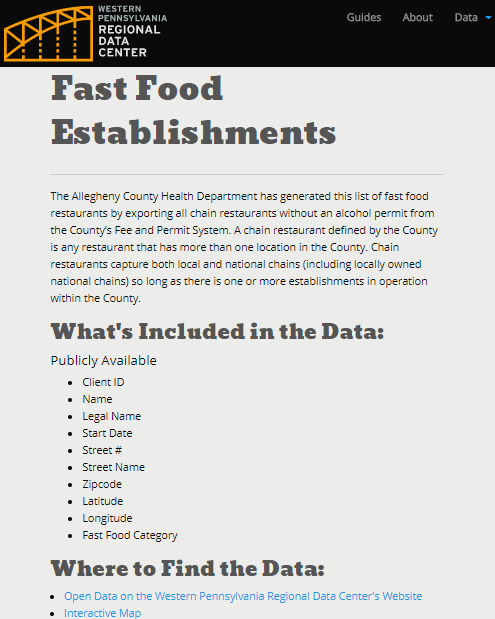 WESTERN
PENNSYLVANIA
REGIONAL
DATA
CENTER
Guides About Data
Fast Food
Establishments
The Allegheny County Health Department has generated this list of fast food
restaurants by exporting all chain restaurants without an alcohol permit from
the County's Fee and Permit System. A chain restaurant defined by the County
is any restaurant that has more than one location in the County. Chain
restaurants capture both local and national chains (including locally owned
national chains) so long as there is one or more establishments in operation
within the County.
What's Included in the Data:
Publicly Available
• Client ID
• Name
• Legal Name
• Start Date
• Street #
• Street Name
• Zipcode
• Latitude
• Longitude
• Fast Food Category
Where to Find the Data:
• Open Data on the Western Pennsylvania Regional Data Center's Website
• Interactive Map